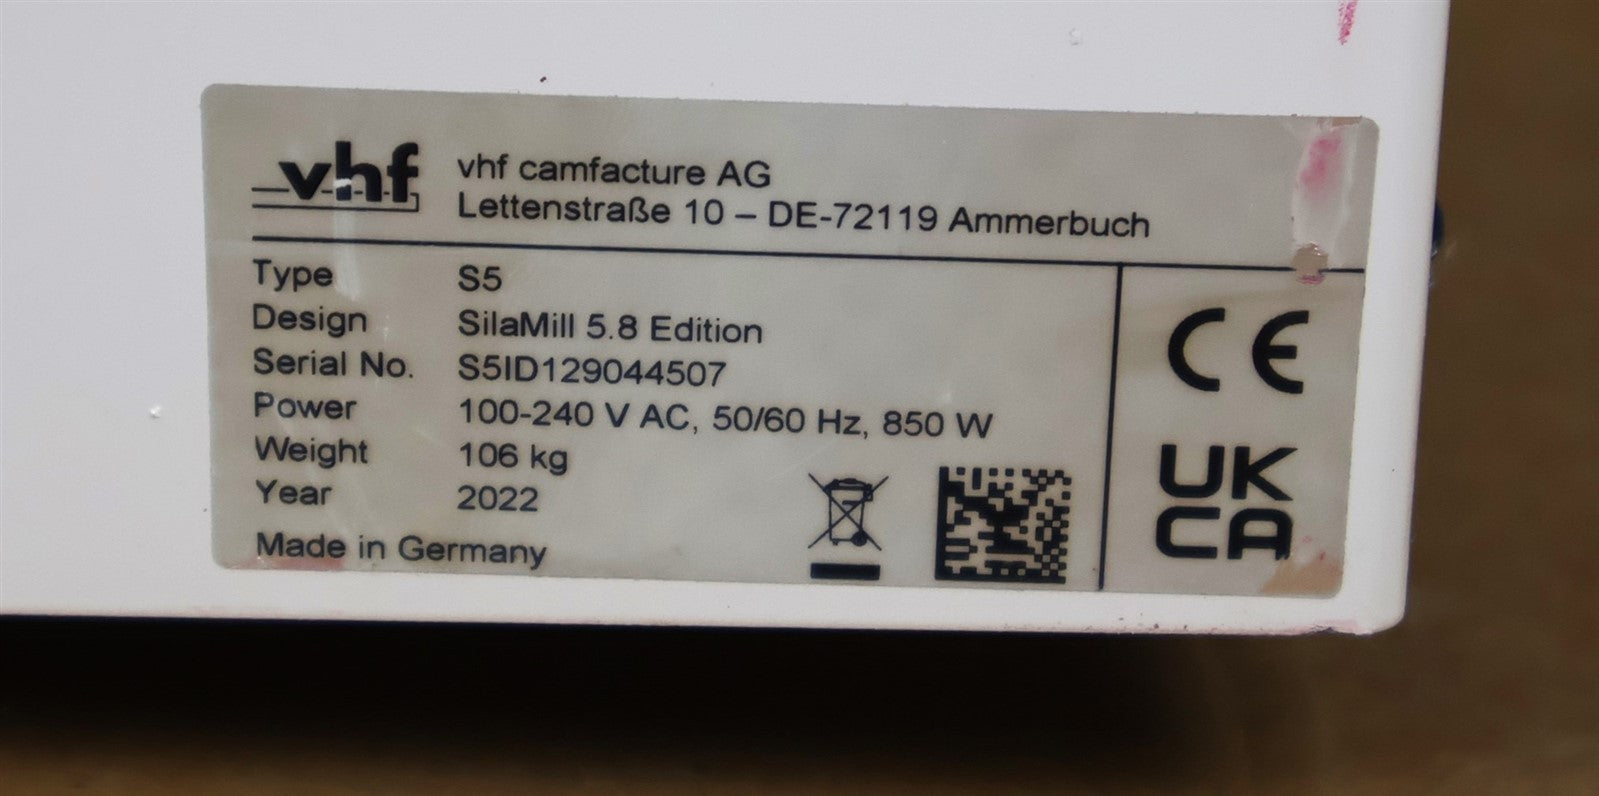 vhf
vhf camfacture AG
Lettenstraße 10 – DE-72119 Ammerbuch
Type S5
Design SilaMill 5.8 Edition
Serial No. S5ID129044507
Power 100-240 V AC, 50/60 Hz, 850 W
Weight 106 kg
Year 2022
Made in Germany
CE
UK
CA